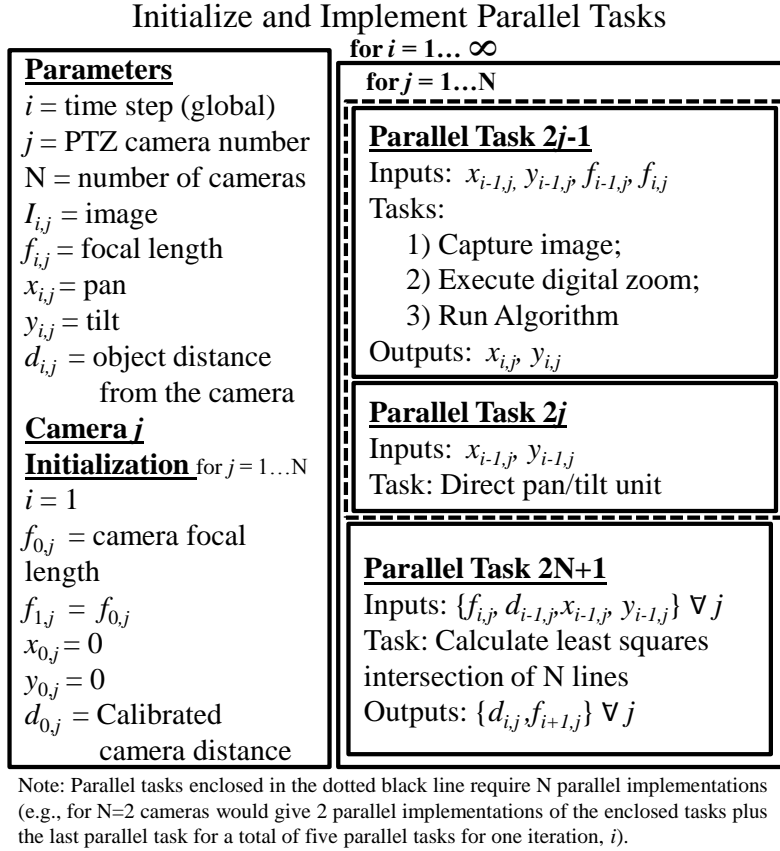 Initialize and Implement Parallel Tasks
Parameters
i = time step (global)
j = PTZ camera number
N = number of cameras
I_{i,j} = image
f_{i,j} = focal length
x_{i,j} = pan
y_{i,j} = tilt
d_{i,j} = object distance
from the camera
Camera j
Initialization for j = 1…N
i = 1
f_{0,j} = camera focal
length
f_{1,j} = f_{0,j}
x_{0,j} = 0
y_{0,j} = 0
d_{0,j} = Calibrated
camera distance
for i = 1… ∞
for j = 1…N
Parallel Task 2j-1
Inputs: x_{i-1,j}, y_{i-1,j}, f_{i-1,j}, f_{i,j}
Tasks:
1) Capture image;
2) Execute digital zoom;
3) Run Algorithm
Outputs: x_{i,j}, y_{i,j}
Parallel Task 2j
Inputs: x_{i-1,j}, y_{i-1,j}
Task: Direct pan/tilt unit
Parallel Task 2N+1
Inputs: {f_{i,j}, d_{i-1,j}, x_{i-1,j}, y_{i-1,j}} ∀ j
Task: Calculate least squares
intersection of N lines
Outputs: {d_{i,j}, f_{i+1,j}} ∀ j
Note: Parallel tasks enclosed in the dotted black line require N parallel implementations
(e.g., for N=2 cameras would give 2 parallel implementations of the enclosed tasks plus
the last parallel task for a total of five parallel tasks for one iteration, i).